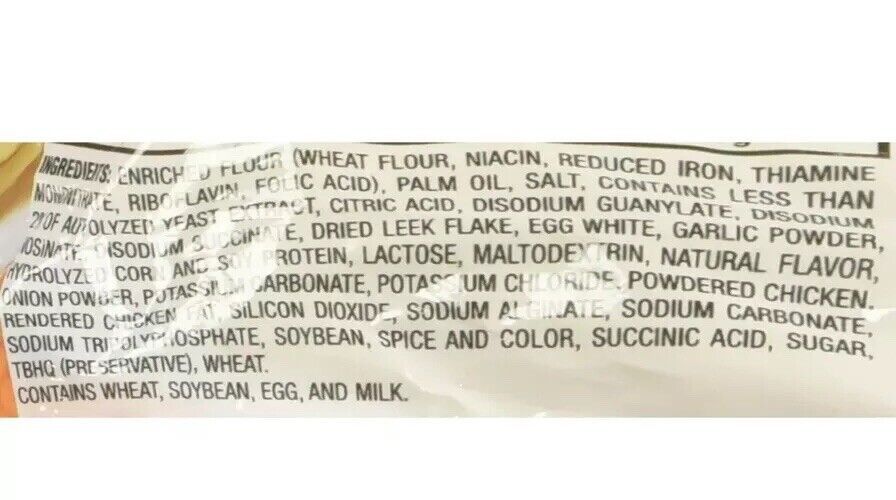 INGREDIENTS: ENRICHED FLOUR (WHEAT FLOUR, NIACIN, REDUCED IRON, THIAMINE
MONONITRATE, RIBOFLAVIN, FOLIC ACID), PALM OIL, SALT, CONTAINS LESS THAN
2% OF AUTOLYZED YEAST EXTRACT, CITRIC ACID, DISODIUM GUANYLATE, DISODIUM
INOSINATE, DISODIUM SUCCINATE, DRIED LEEK FLAKE, EGG WHITE, GARLIC POWDER,
HYDROLYZED CORN AND SOY PROTEIN, LACTOSE, MALTODEXTRIN, NATURAL FLAVOR,
ONION POWDER, POTASSIUM CARBONATE, POTASSIUM CHLORIDE, POWDERED CHICKEN,
RENDERED CHICKEN FAT, SILICON DIOXIDE, SODIUM ALGINATE, SODIUM CARBONATE,
SODIUM TRIPOLYPHOSPHATE, SOYBEAN, SPICE AND COLOR, SUCCINIC ACID, SUGAR,
TBHQ (PRESERVATIVE), WHEAT.
CONTAINS WHEAT, SOYBEAN, EGG, AND MILK.